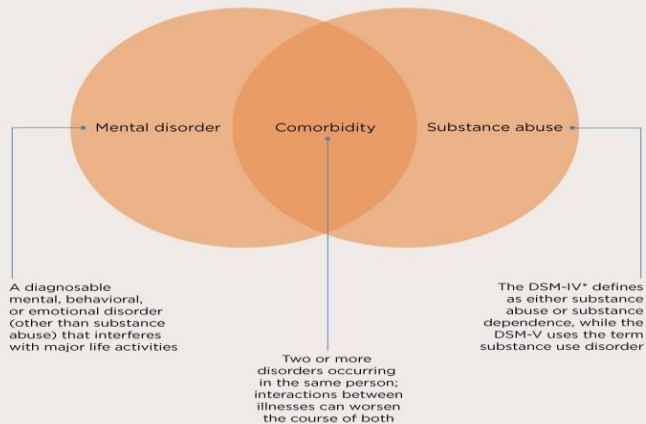 Mental disorder
Comorbidity
Substance abuse
A diagnosable
mental, behavioral,
or emotional disorder
(other than substance
abuse) that interferes
with major life activities
Two or more
disorders occurring
in the same person;
interactions between
illnesses can worsen
the course of both
The DSM-IV* defines
as either substance
abuse or substance
dependence, while the
DSM-V uses the term
substance use disorder